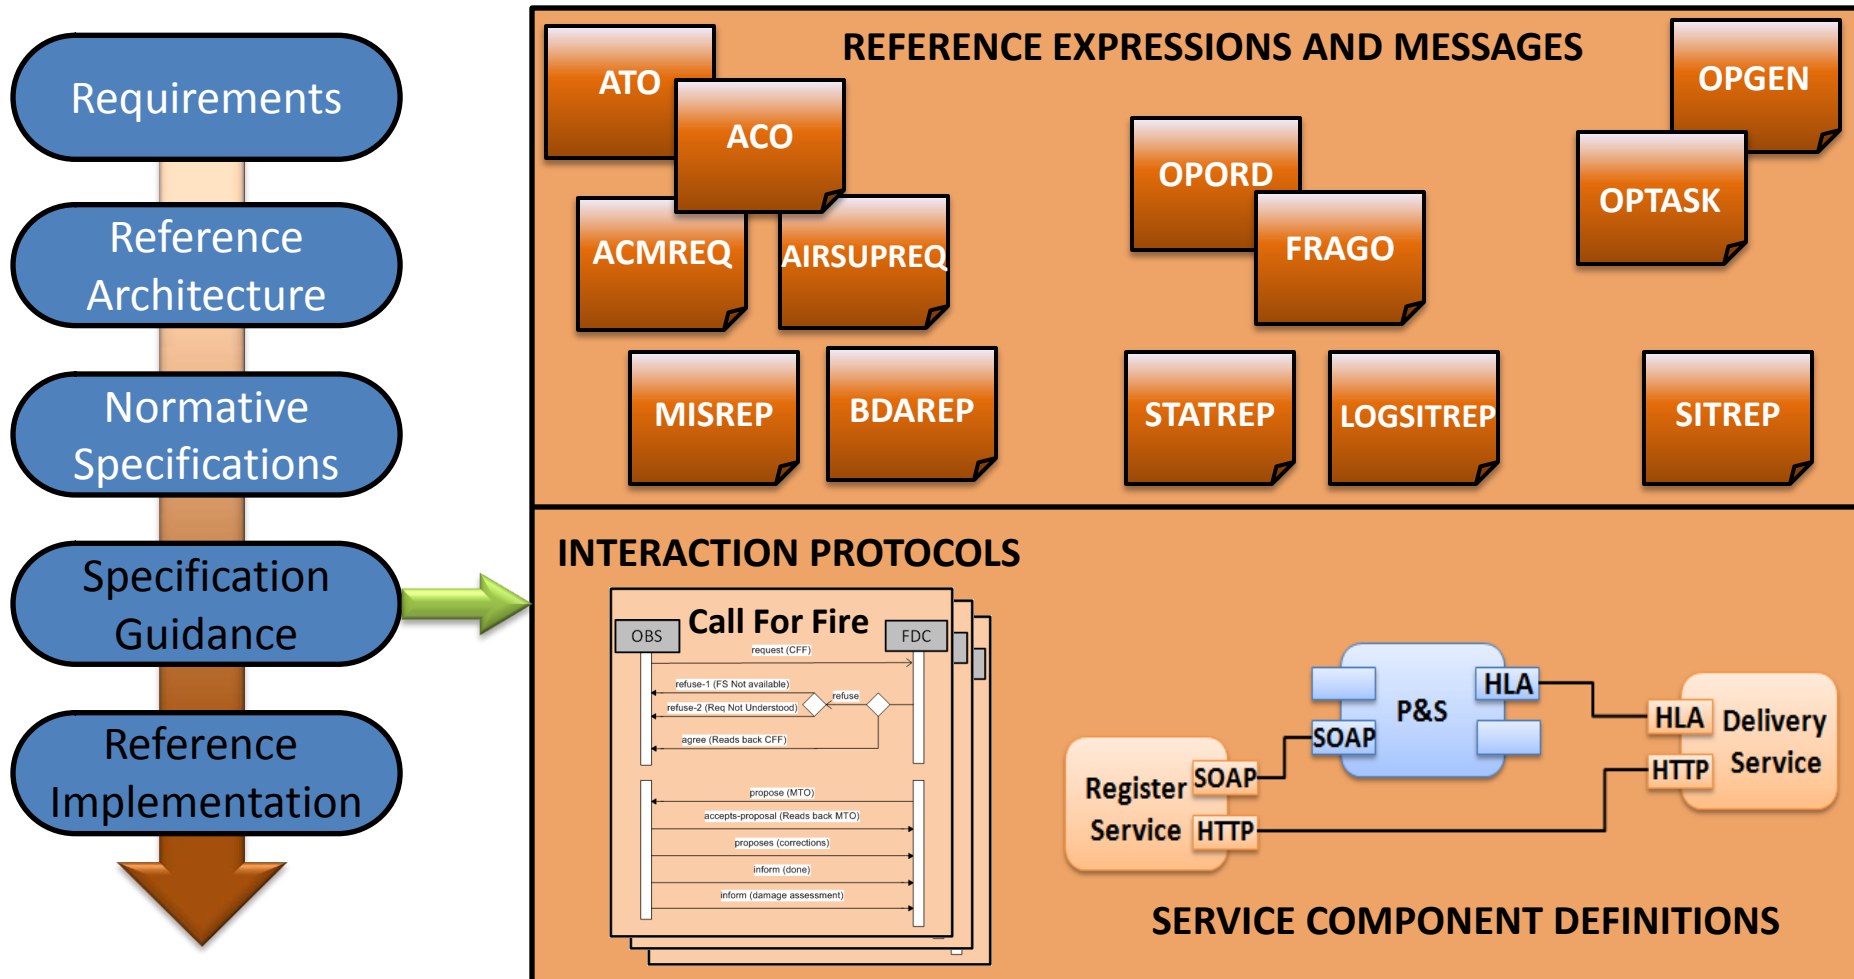 Requirements
Reference
Architecture
Normative
Specifications
Specification
Guidance
Reference
Implementation
REFERENCE EXPRESSIONS AND MESSAGES
ATO
ACO
ACMREQ
AIRSUPREQ
OPORD
FRAGO
OPGEN
OPTASK
MISREP
BDAREP
STATREP
LOGSITREP
SITREP
INTERACTION PROTOCOLS
Call For Fire
OBS
FDC
request (CFF)
refuse-1 (FS Not available)
refuse
refuse-2 (Req Not Understood)
agree (Reads back CFF)
propose (MTO)
accepts-proposal (Reads back MTO)
proposes (corrections)
inform (done)
inform (damage assessment)
P&S
HLA
SOAP
Register
Service
SOAP
HTTP
HLA
HTTP
Delivery
Service
SERVICE COMPONENT DEFINITIONS